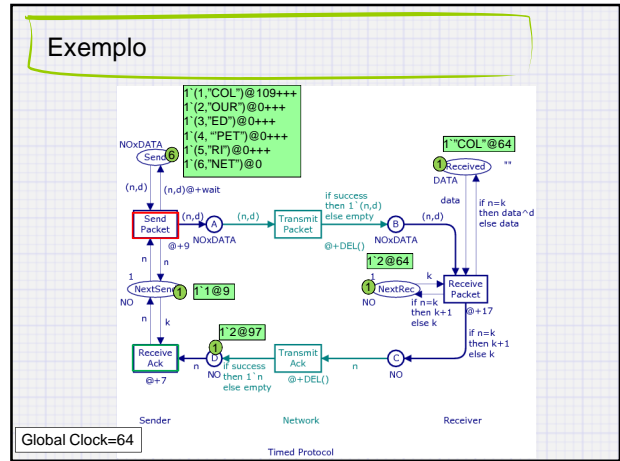 Exemplo
1`(1,"COL")@109+++
1`(2,"OUR")@0+++
1`(3,"ED")@0+++
1`(4, "'PET")@0+++
1`(5,"RI")@0+++
1`(6,"NET")@0
NOxDATA
Send
6
1`"COL"@64
1
Received
""
DATA
(n,d)
(n,d)@+wait
data
if n=k
then data^d
else data
if success
then 1`(n,d)
else empty
Send
Packet
(n,d)
A
(n,d)
Transmit
Packet
B
(n,d)
@+9
NOxDATA
@+DEL()
NOxDATA
n
n
1`2@64
1
NextSend
1
1`1@9
NO
1
1
NextRec
NO
k
if n=k
then k+1
else k
Receive
Packet
@+17
n
k
1`2@97
1
if n=k
then k+1
else k
Receive
Ack
n
D
NO
if success
then 1`n
else empty
Transmit
Ack
n
C
NO
@+7
@+DEL()
Sender
Network
Receiver
Global Clock=64
Timed Protocol